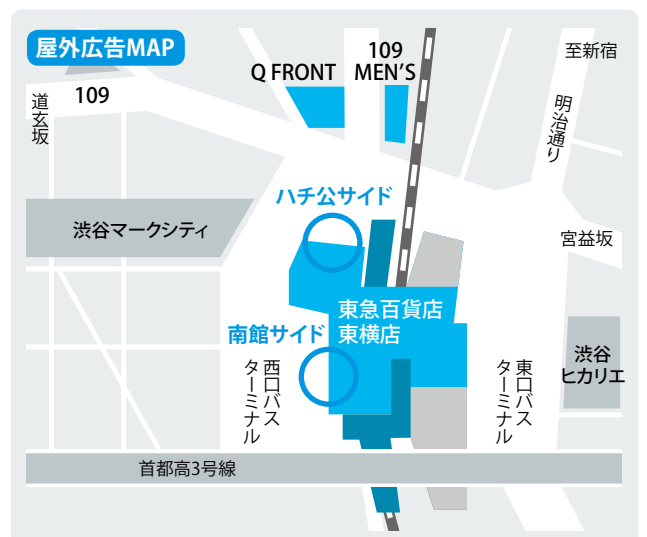 屋外広告MAP
109
MEN'S
Q FRONT
至新宿
109
道玄坂
明治通り
ハチ公サイド
渋谷マークシティ
宮益坂
東急百貨店
東横店
南館サイド
渋谷
ヒカリエ
西口バス
ターミナル
東口バス
ターミナル
首都高3号線